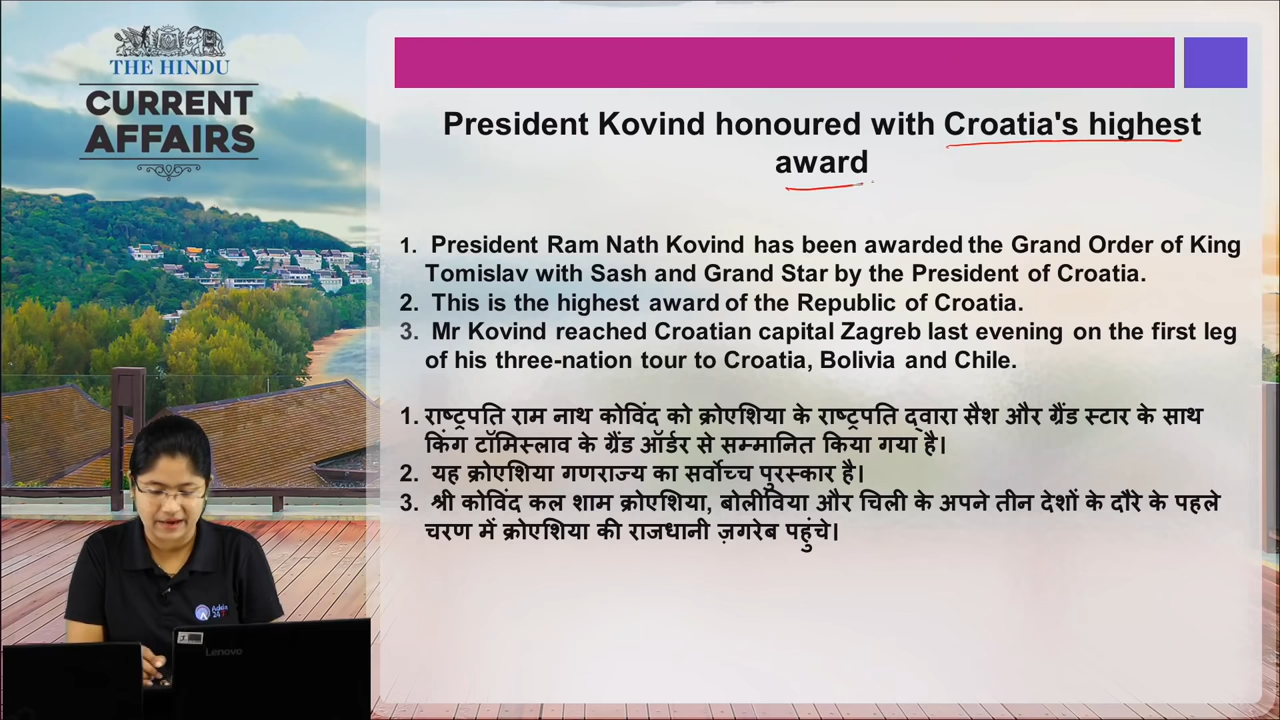 THE HINDU
CURRENT
AFFAIRS
President Kovind honoured with Croatia's highest
award
1. President Ram Nath Kovind has been awarded the Grand Order of King
Tomislav with Sash and Grand Star by the President of Croatia.
2. This is the highest award of the Republic of Croatia.
3. Mr Kovind reached Croatian capital Zagreb last evening on the first leg
of his three-nation tour to Croatia, Bolivia and Chile.
1. राष्ट्रपति राम नाथ कोविंद को क्रोएशिया के राष्ट्रपति द्वारा सैश और ग्रैंड स्टार के साथ
किंग टॉमिस्लाव के ग्रैंड ऑर्डर से सम्मानित किया गया है।
2. यह क्रोएशिया गणराज्य का सर्वोच्च पुरस्कार है।
3. श्री कोविंद कल शाम क्रोएशिया, बोलीविया और चिली के अपने तीन देशों के दौरे के पहले
चरण में क्रोएशिया की राजधानी ज़गरेब पहुंचे।
Adda
247
Lenovo